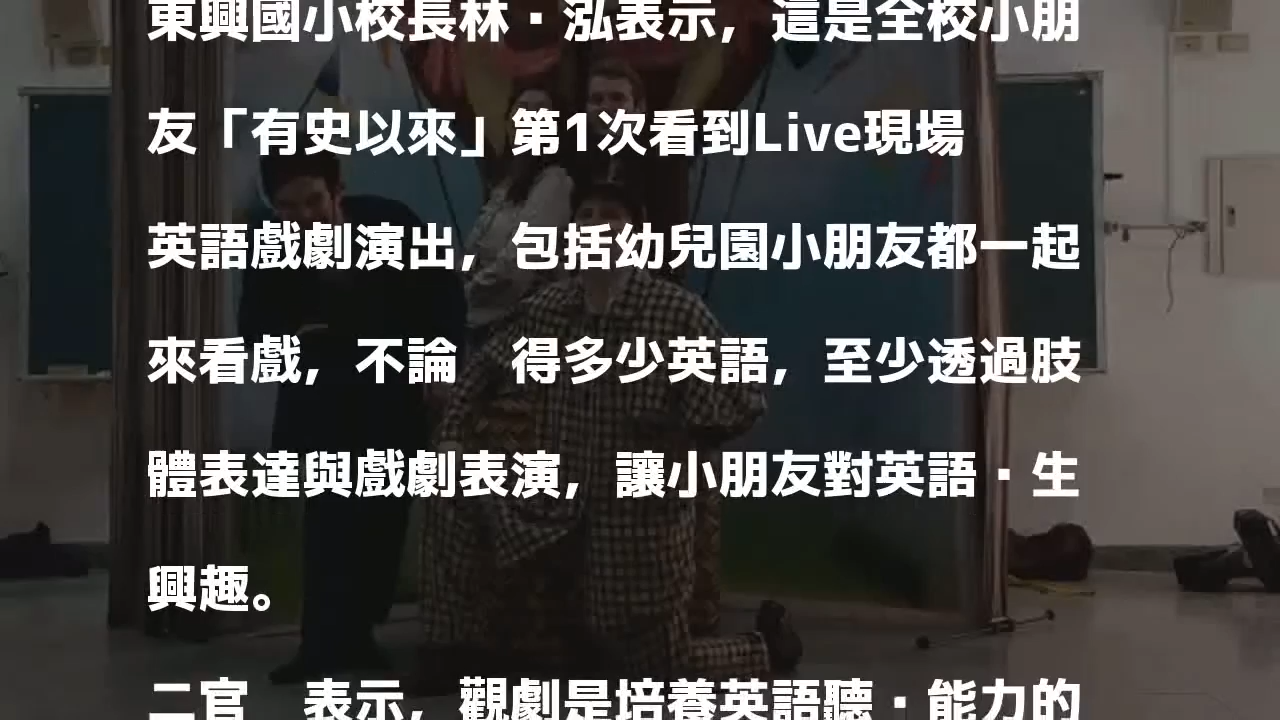 東興國小校長林·泓表示，這是全校小朋
友「有史以來」第1次看到Live現場
英語戲劇演出，包括幼兒園小朋友都一起
來看戲，不論　得多少英語，至少透過肢
體表達與戲劇表演，讓小朋友對英語·生
興趣。
二官　表示，觀劇是培養英語聽·能力的